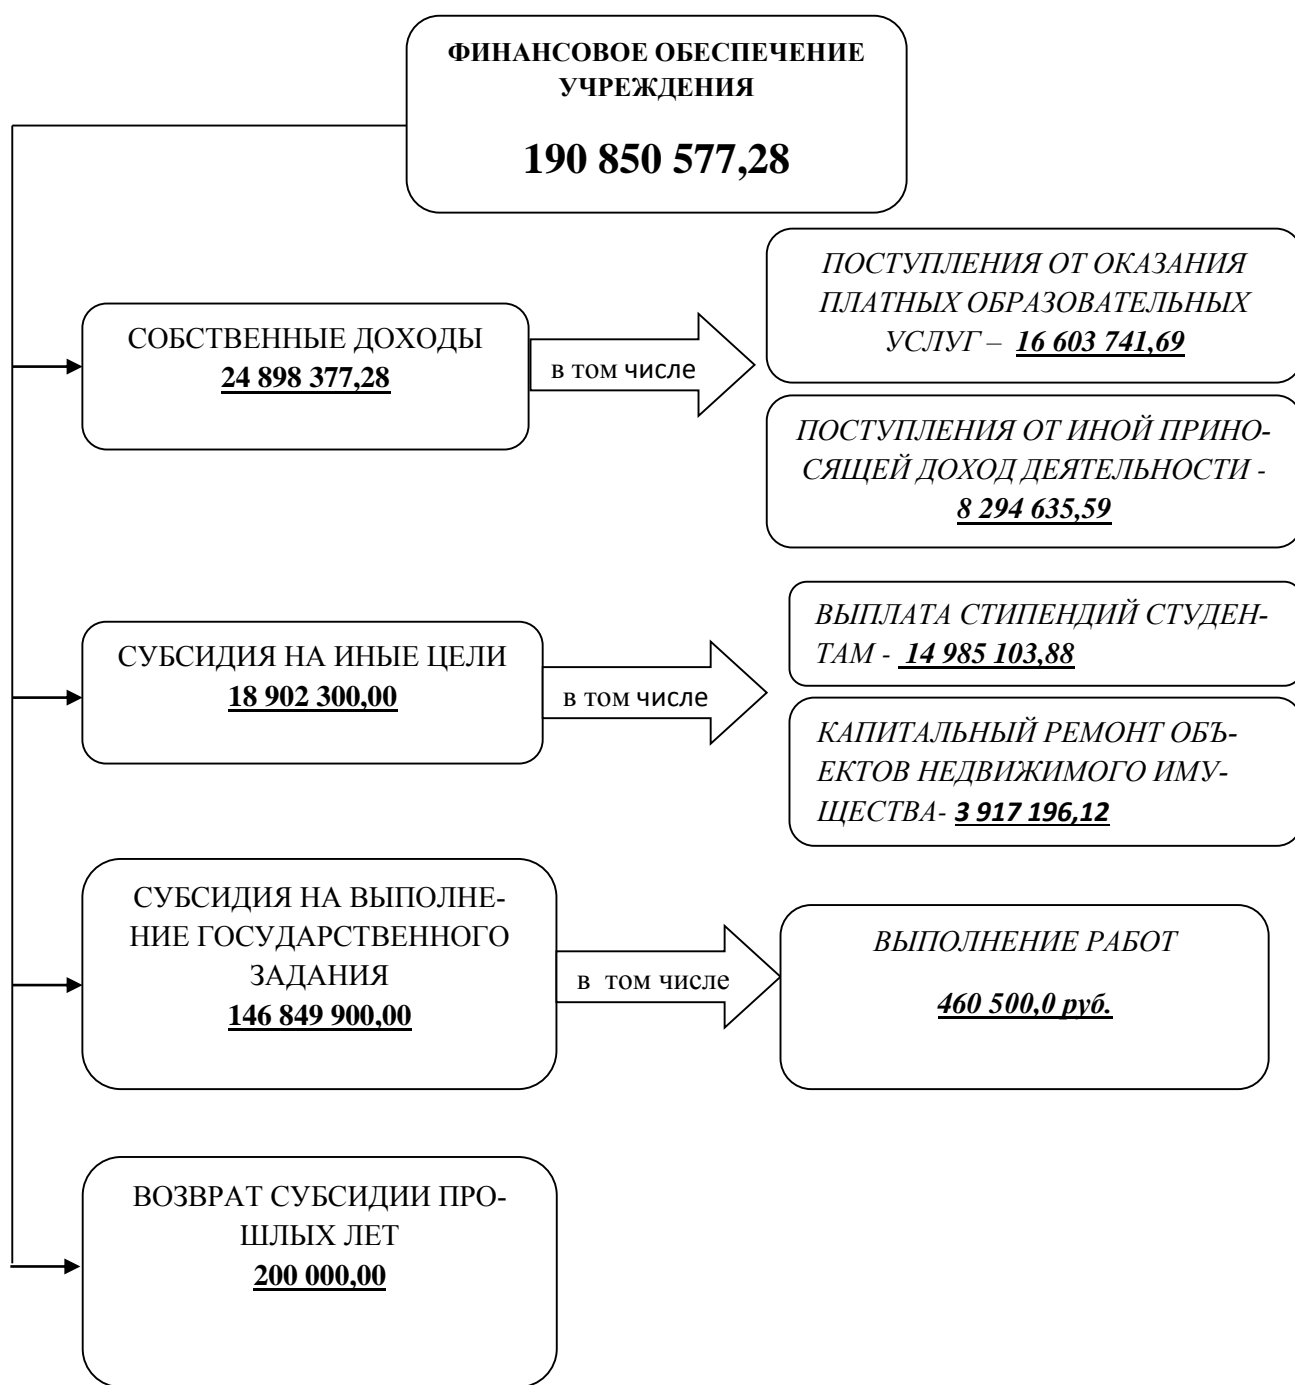 ФИНАНСОВОЕ ОБЕСПЕЧЕНИЕ
УЧРЕЖДЕНИЯ
190 850 577,28
СОБСТВЕННЫЕ ДОХОДЫ
24 898 377,28
в том числе
ПОСТУПЛЕНИЯ ОТ ОКАЗАНИЯ
ПЛАТНЫХ ОБРАЗОВАТЕЛЬНЫХ
УСЛУГ – 16 603 741,69
ПОСТУПЛЕНИЯ ОТ ИНОЙ ПРИНО-
СЯЩЕЙ ДОХОД ДЕЯТЕЛЬНОСТИ -
8 294 635,59
СУБСИДИЯ НА ИНЫЕ ЦЕЛИ
18 902 300,00
в том числе
ВЫПЛАТА СТИПЕНДИЙ СТУДЕН-
ТАМ - 14 985 103,88
КАПИТАЛЬНЫЙ РЕМОНТ ОБЪ-
ЕКТОВ НЕДВИЖИМОГО ИМУ-
ЩЕСТВА- 3 917 196,12
СУБСИДИЯ НА ВЫПОЛНЕ-
НИЕ ГОСУДАРСТВЕННОГО
ЗАДАНИЯ
146 849 900,00
в том числе
ВЫПОЛНЕНИЕ РАБОТ
460 500,0 руб.
ВОЗВРАТ СУБСИДИИ ПРО-
ШЛЫХ ЛЕТ
200 000,00